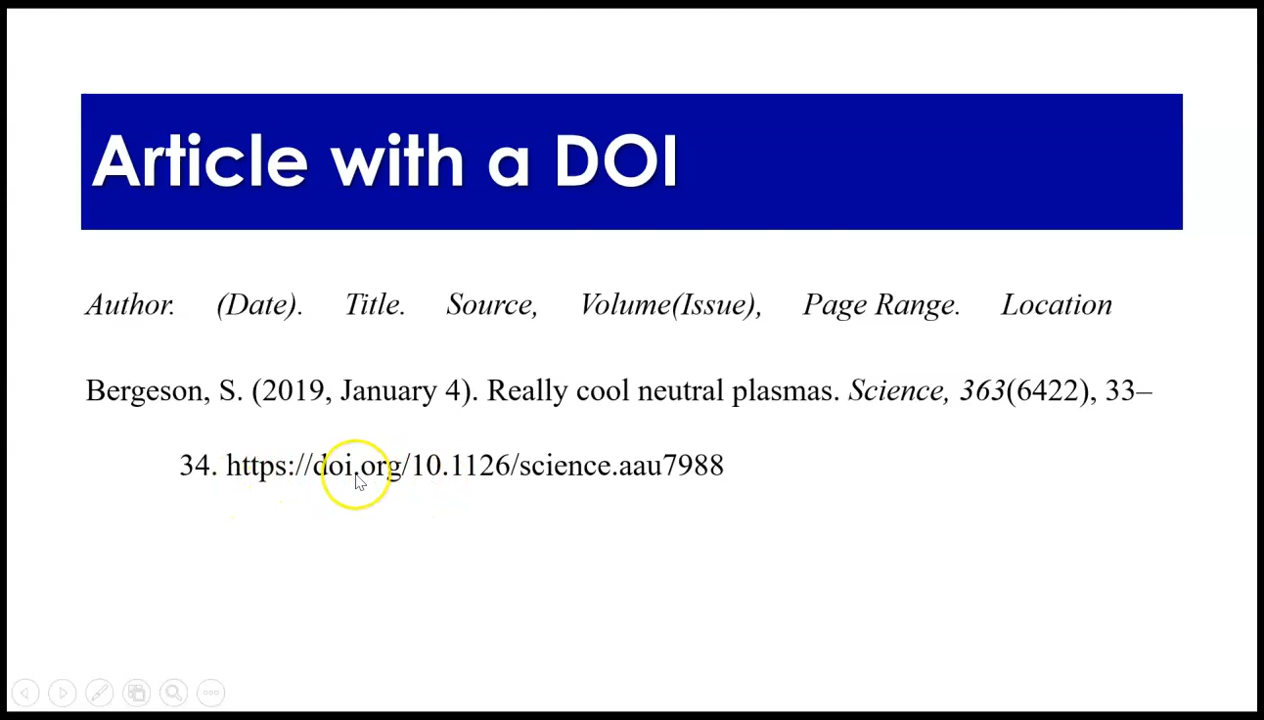 Article with a DOI
Author. (Date). Title. Source, Volume(Issue), Page Range. Location
Bergeson, S. (2019, January 4). Really cool neutral plasmas. Science, 363(6422), 33–
34. https://doi.org/10.1126/science.aau7988